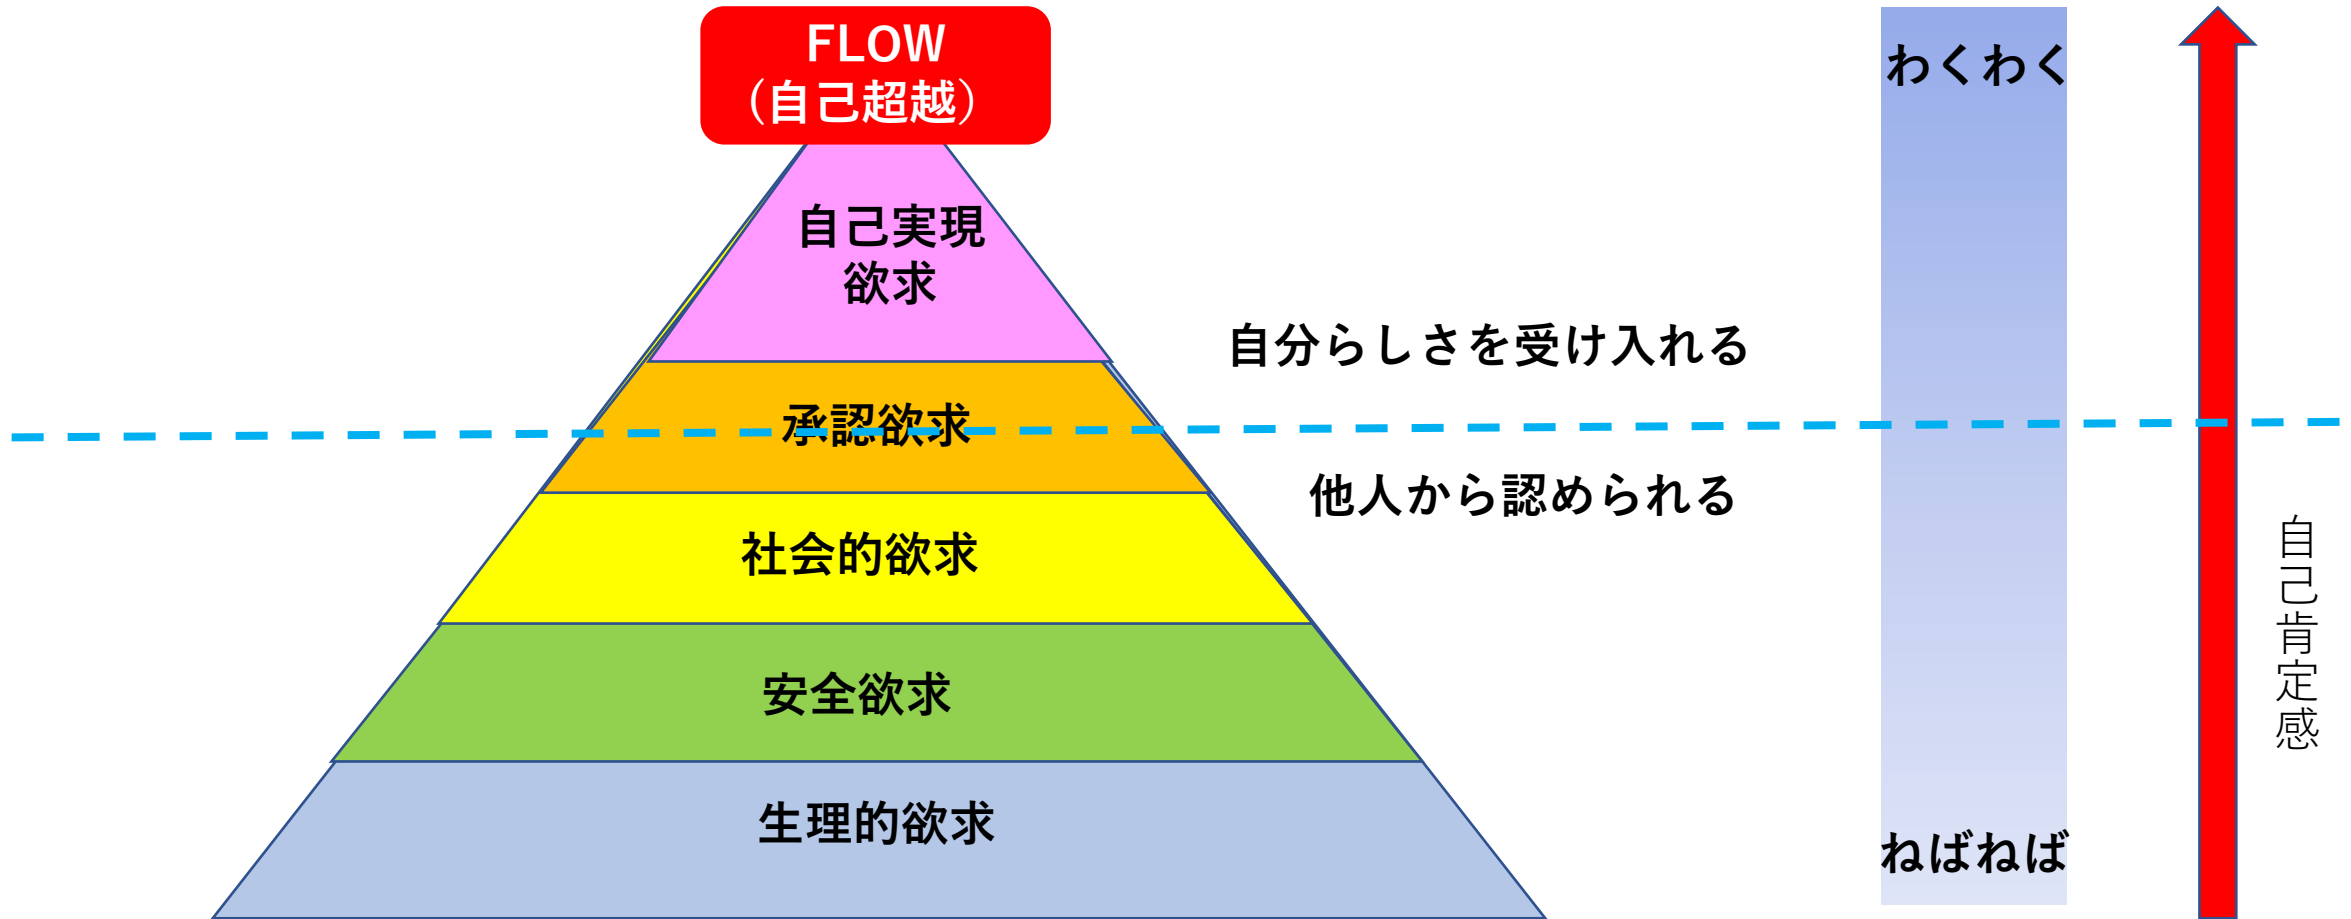 FLOW
（自己超越）
自己実現
欲求
承認欲求
社会的欲求
安全欲求
生理的欲求
自分らしさを受け入れる
他人から認められる
わくわく
ねばねば
自己肯定感